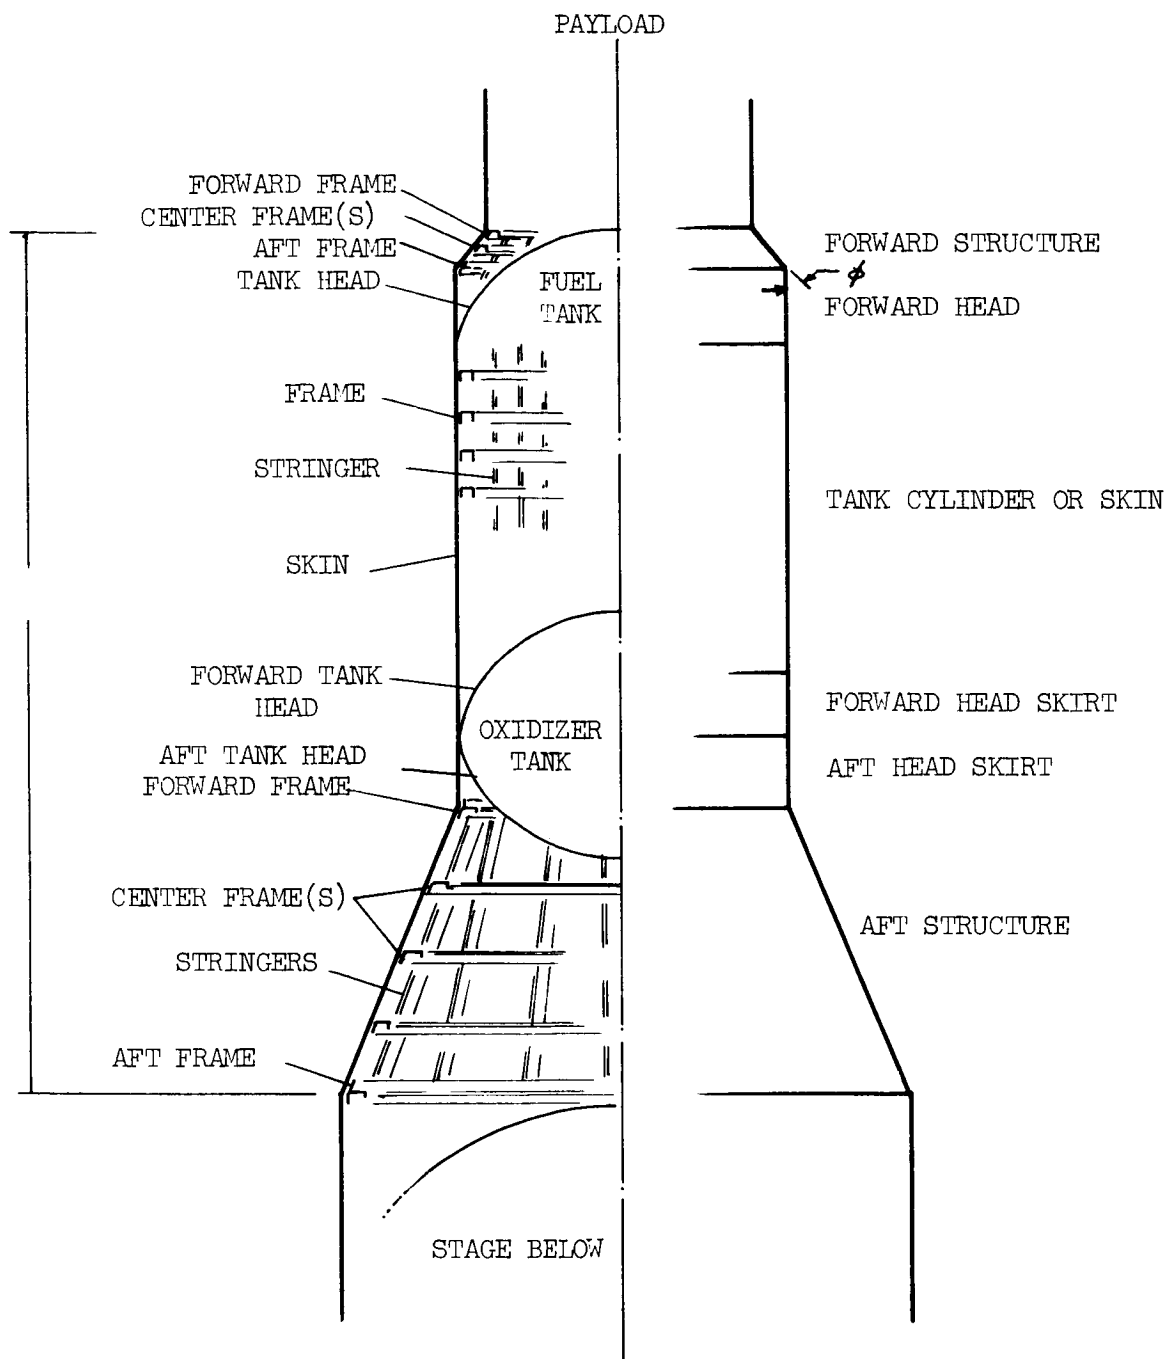 PAYLOAD
FORWARD FRAME
CENTER FRAME(S)
AFT FRAME
TANK HEAD
FUEL
TANK
FORWARD STRUCTURE
ϕ
FORWARD HEAD
FRAME
STRINGER
TANK CYLINDER OR SKIN
SKIN
FORWARD TANK
HEAD
OXIDIZER
TANK
FORWARD HEAD SKIRT
AFT TANK HEAD
FORWARD FRAME
AFT HEAD SKIRT
CENTER FRAME(S)
AFT STRUCTURE
STRINGERS
AFT FRAME
STAGE BELOW